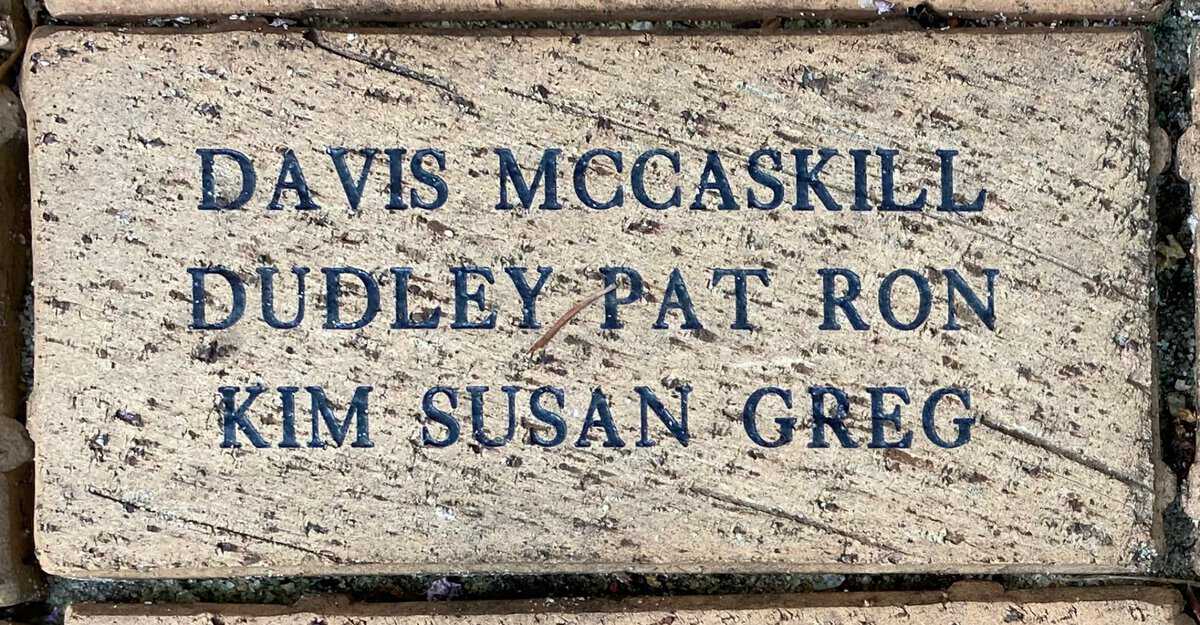 DAVIS MCCASKILL
DUDLEY PAT RON
KIM SUSAN GREG